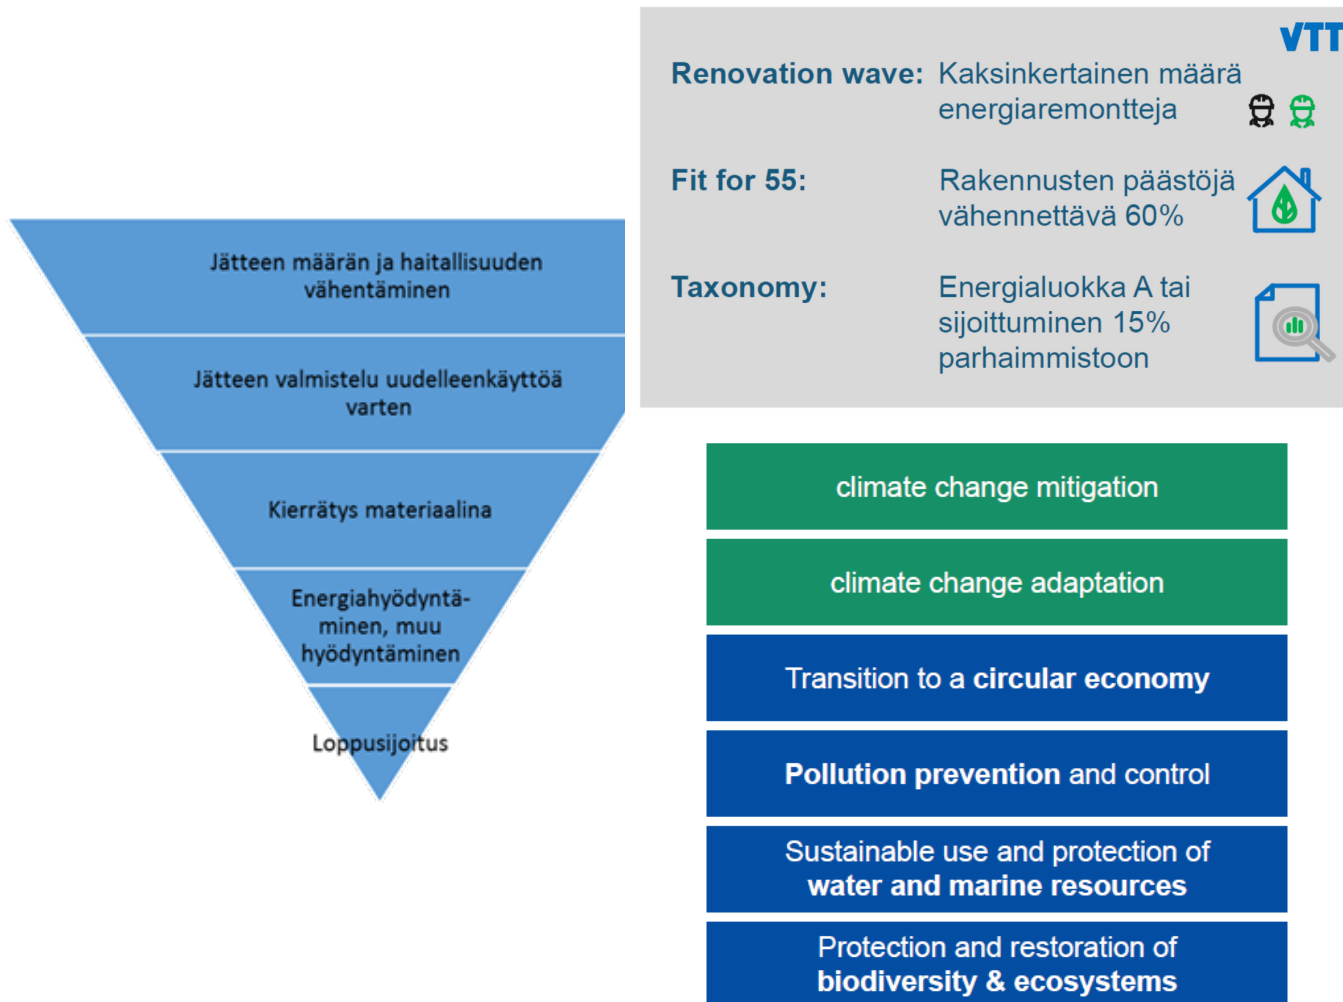 Jätteen määrän ja haitallisuuden
vähentäminen
Jätteen valmistelu uudelleenkäyttöä
varten
Kierrätys materiaalina
Energiahyödyntä-
minen, muu
hyödyntäminen
Loppusijoitus
VTT
Renovation wave: Kaksinkertainen määrä
energiaremontteja
Fit for 55: Rakennusten päästöjä
vähennettävä 60%
Taxonomy: Energialuokka A tai
sijoittuminen 15%
parhaimmistoon
climate change mitigation
climate change adaptation
Transition to a circular economy
Pollution prevention and control
Sustainable use and protection of
water and marine resources
Protection and restoration of
biodiversity & ecosystems